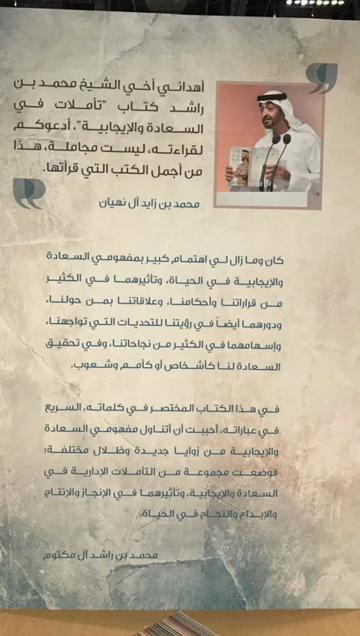 أهداني أخي الشيخ محمد بن
راشد كتاب "تأملات في
السعادة والإيجابية"، أدعوكم
لقراءته، ليست مجاملة، هذا
من أجمل الكتب التي قرأتها.
محمد بن زايد آل نهيان
كان وما زال لي اهتمام كبير بمفهومي السعادة
والإيجابية في الحياة، وتأثيرهما في الكثير
من قراراتنا وأحكامنا، وعلاقاتنا بمن حولنا،
ودورهما أيضاً في رؤيتنا للتحديات التي تواجهنا،
وإسهامهما في الكثير من نجاحاتنا، وفي تحقيق
السعادة لنا كأشخاص أو كأمم وشعوب.
في هذا الكتاب المختصر في كلماته، السريع
في عباراته، أحببت أن أتناول مفهومي السعادة
والإيجابية من زوايا جديدة وظلال مختلفة؛
فوضعت مجموعة من التأملات الإدارية في
السعادة والإيجابية، وتأثيرهما في الإنجاز والإنتاج
والإبداع والنجاح في الحياة.
محمد بن راشد آل مكتوم